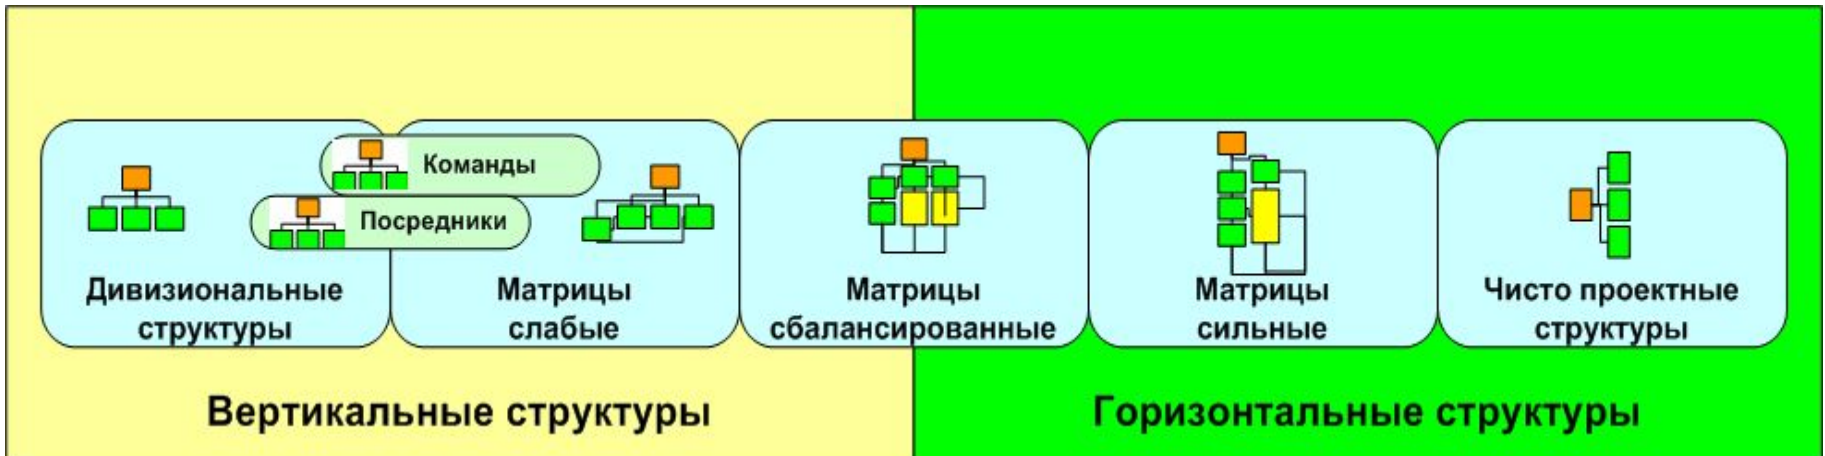 Команды
Посредники
Дивизиональные
структуры
Матрицы
слабые
Матрицы
сбалансированные
Матрицы
сильные
Чисто проектные
структуры
Вертикальные структуры
Горизонтальные структуры